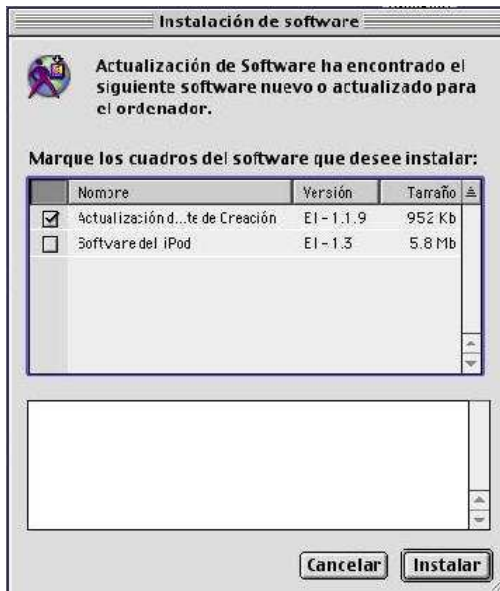 Instalación de software
Actualización de Software ha encontrado el
siguiente software nuevo o actualizado para
el ordenador.
Marque los cuadros del software que desee instalar:
Nombre Versión Tamaño
Actualización d...te de Creación E1-1.1.9 952 Kb
Software del iPod E1-1.3 5.8 Mb
Cancelar Instalar